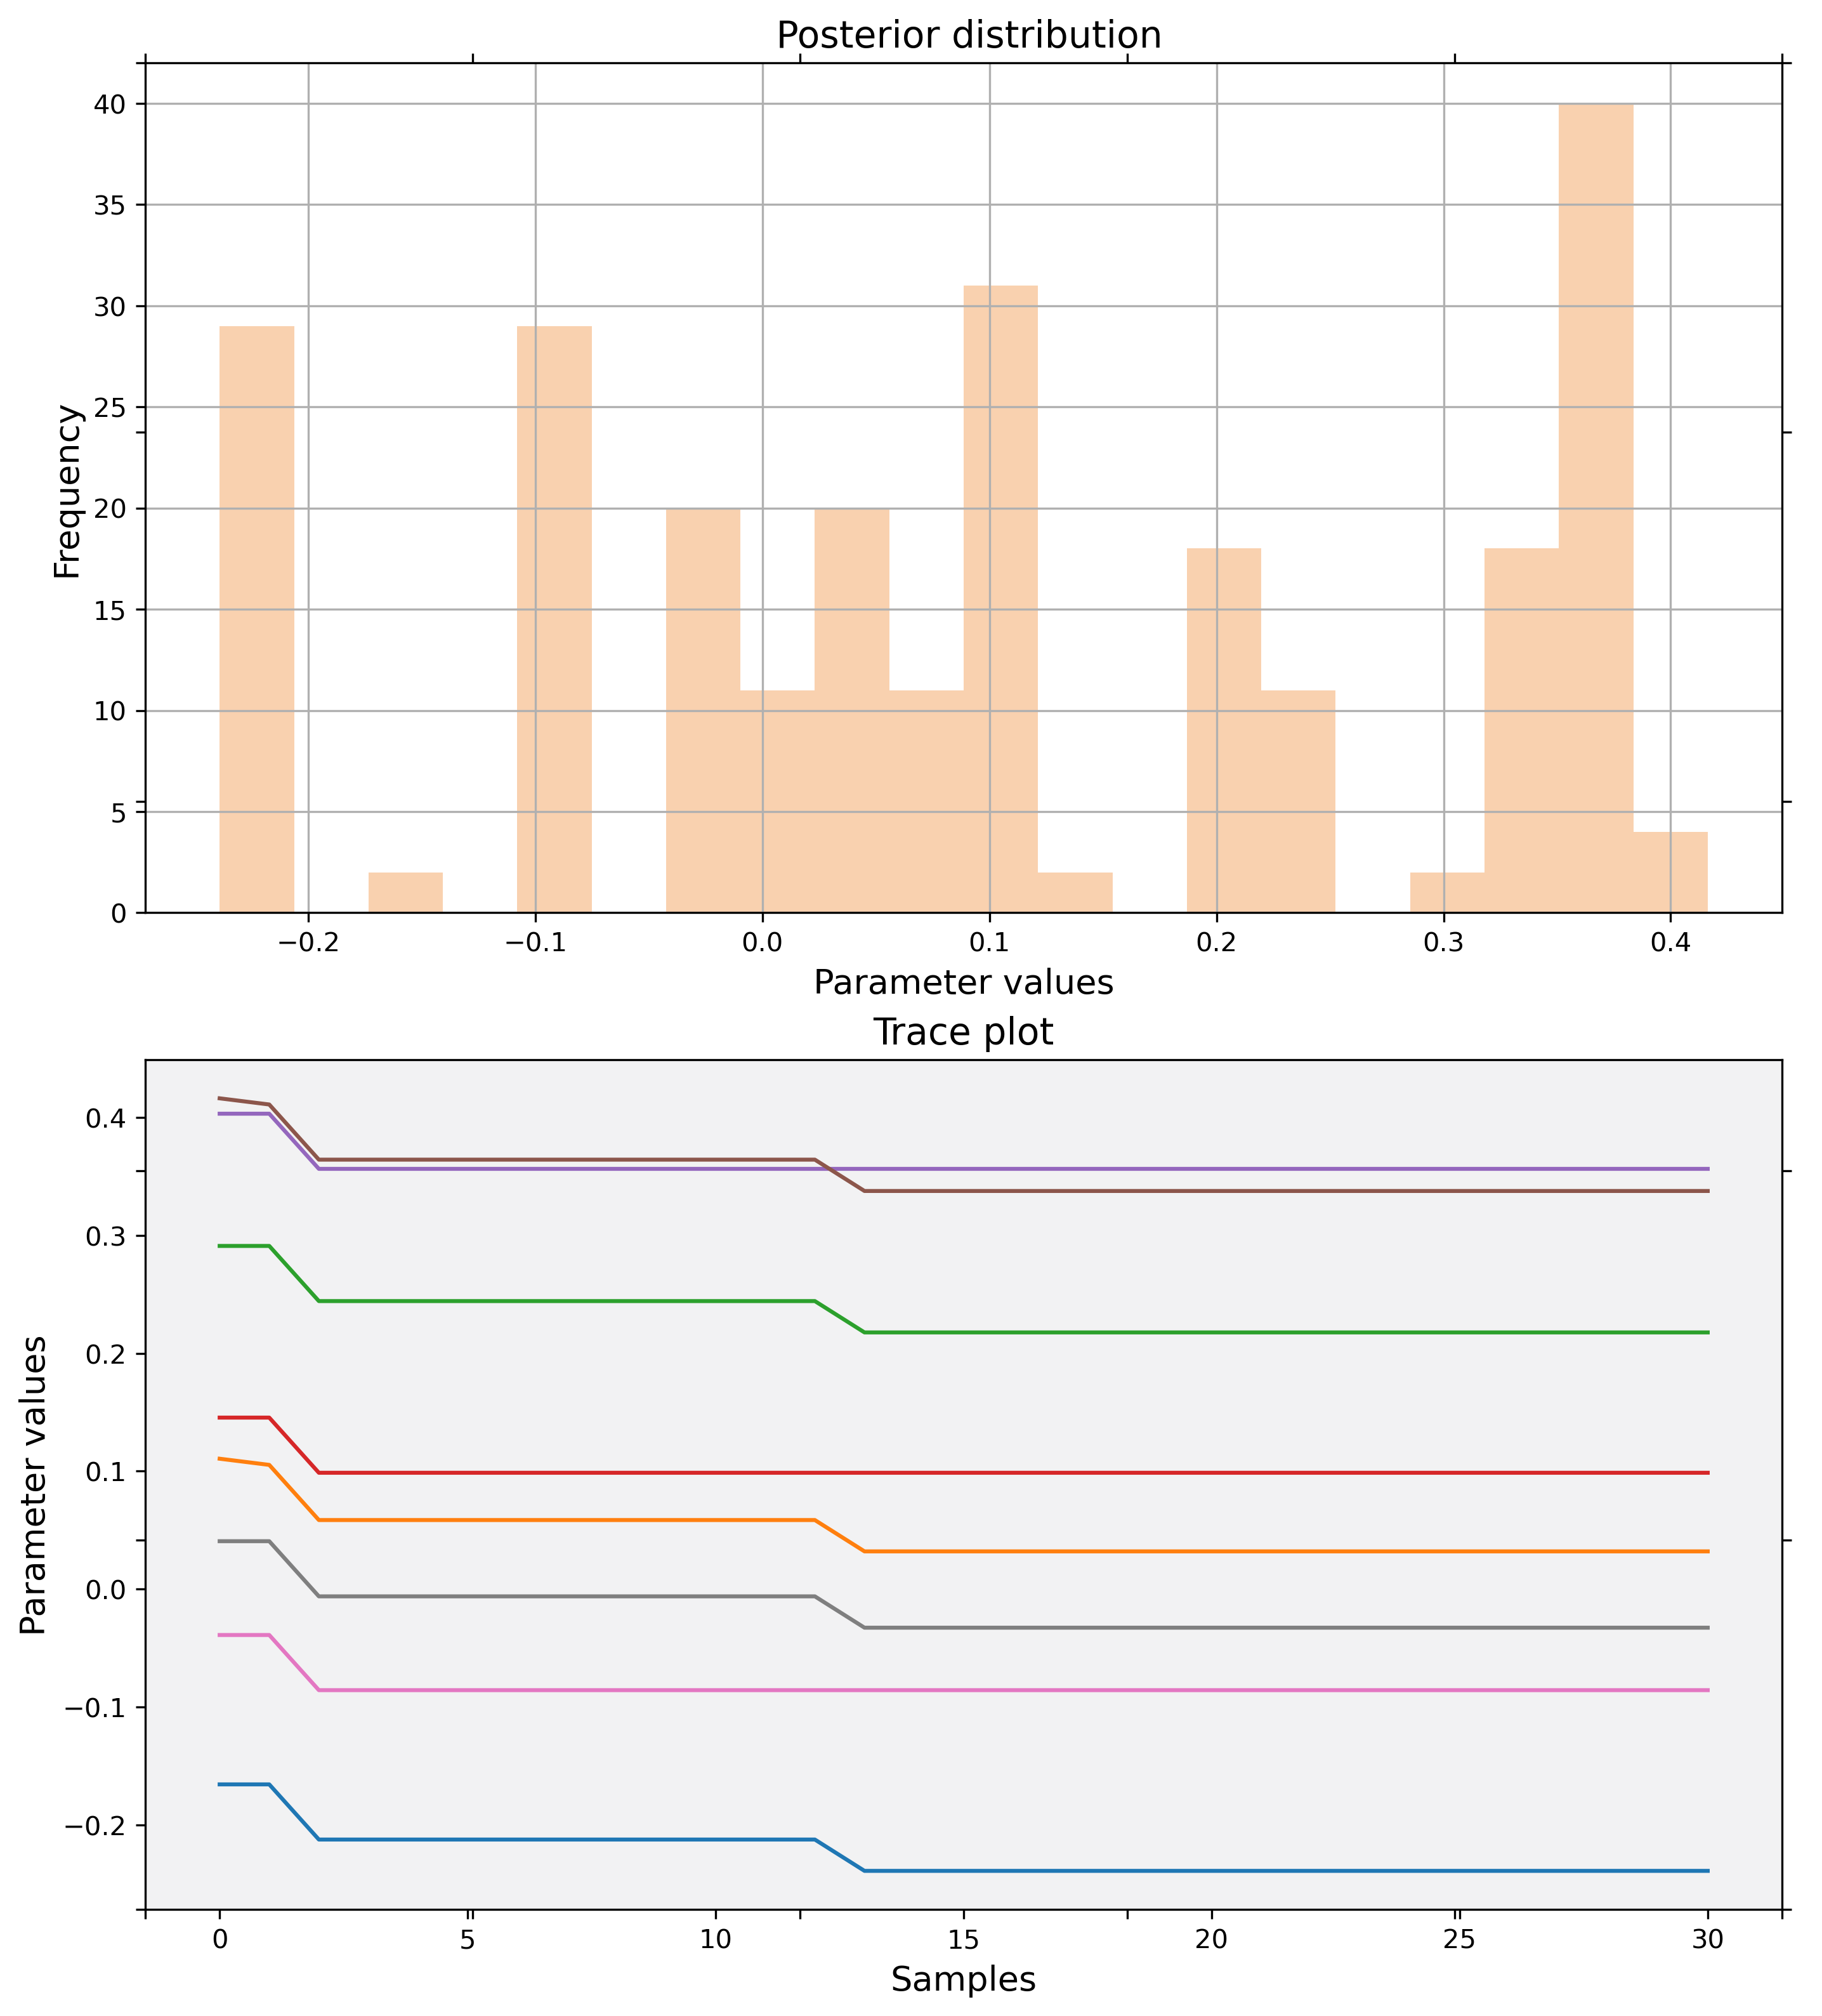 Posterior distribution
40
35
30
25
20
15
10
5
0
Frequency
−0.2 −0.1 0.0 0.1 0.2 0.3 0.4
Parameter values
Trace plot
0.4
0.3
0.2
0.1
0.0
−0.1
−0.2
Parameter values
0 5 10 15 20 25 30
Samples